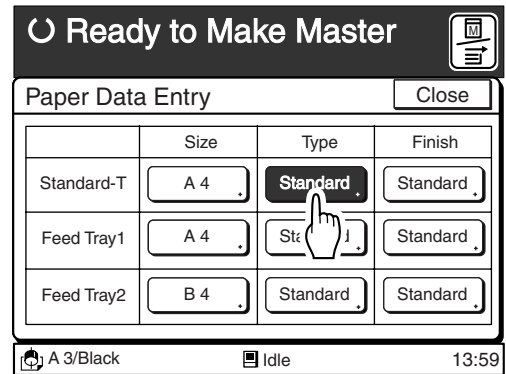 Ready to Make Master
M
Paper Data Entry Close
Size Type Finish
Standard-T A 4 Standard Standard
Feed Tray1 A 4 Standard
Feed Tray2 B 4 Standard Standard
A 3/Black Idle 13:59